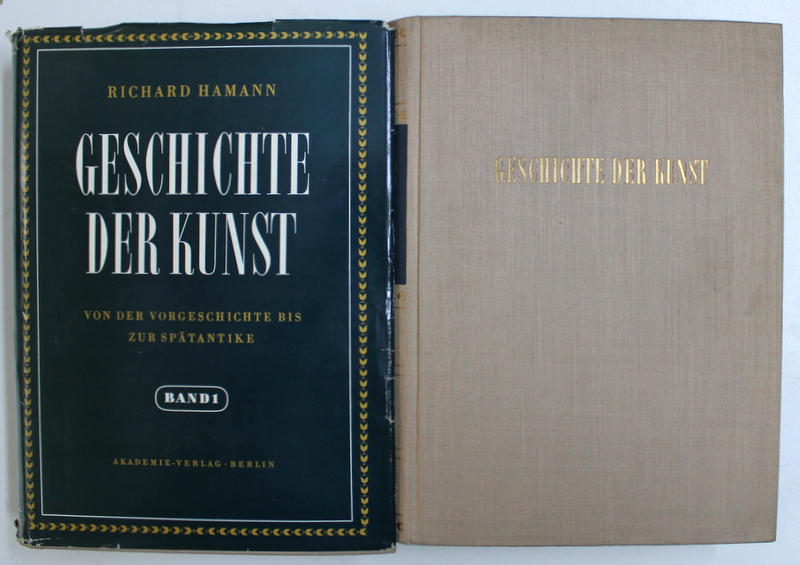 RICHARD HAMANN
GESCHICHTE
DER KUNST
VON DER VORGESCHICHTE BIS
ZUR SPÄTANTIKE
BAND 1
AKADEMIE-VERLAG · BERLIN
GESCHICHTE DER KUNST